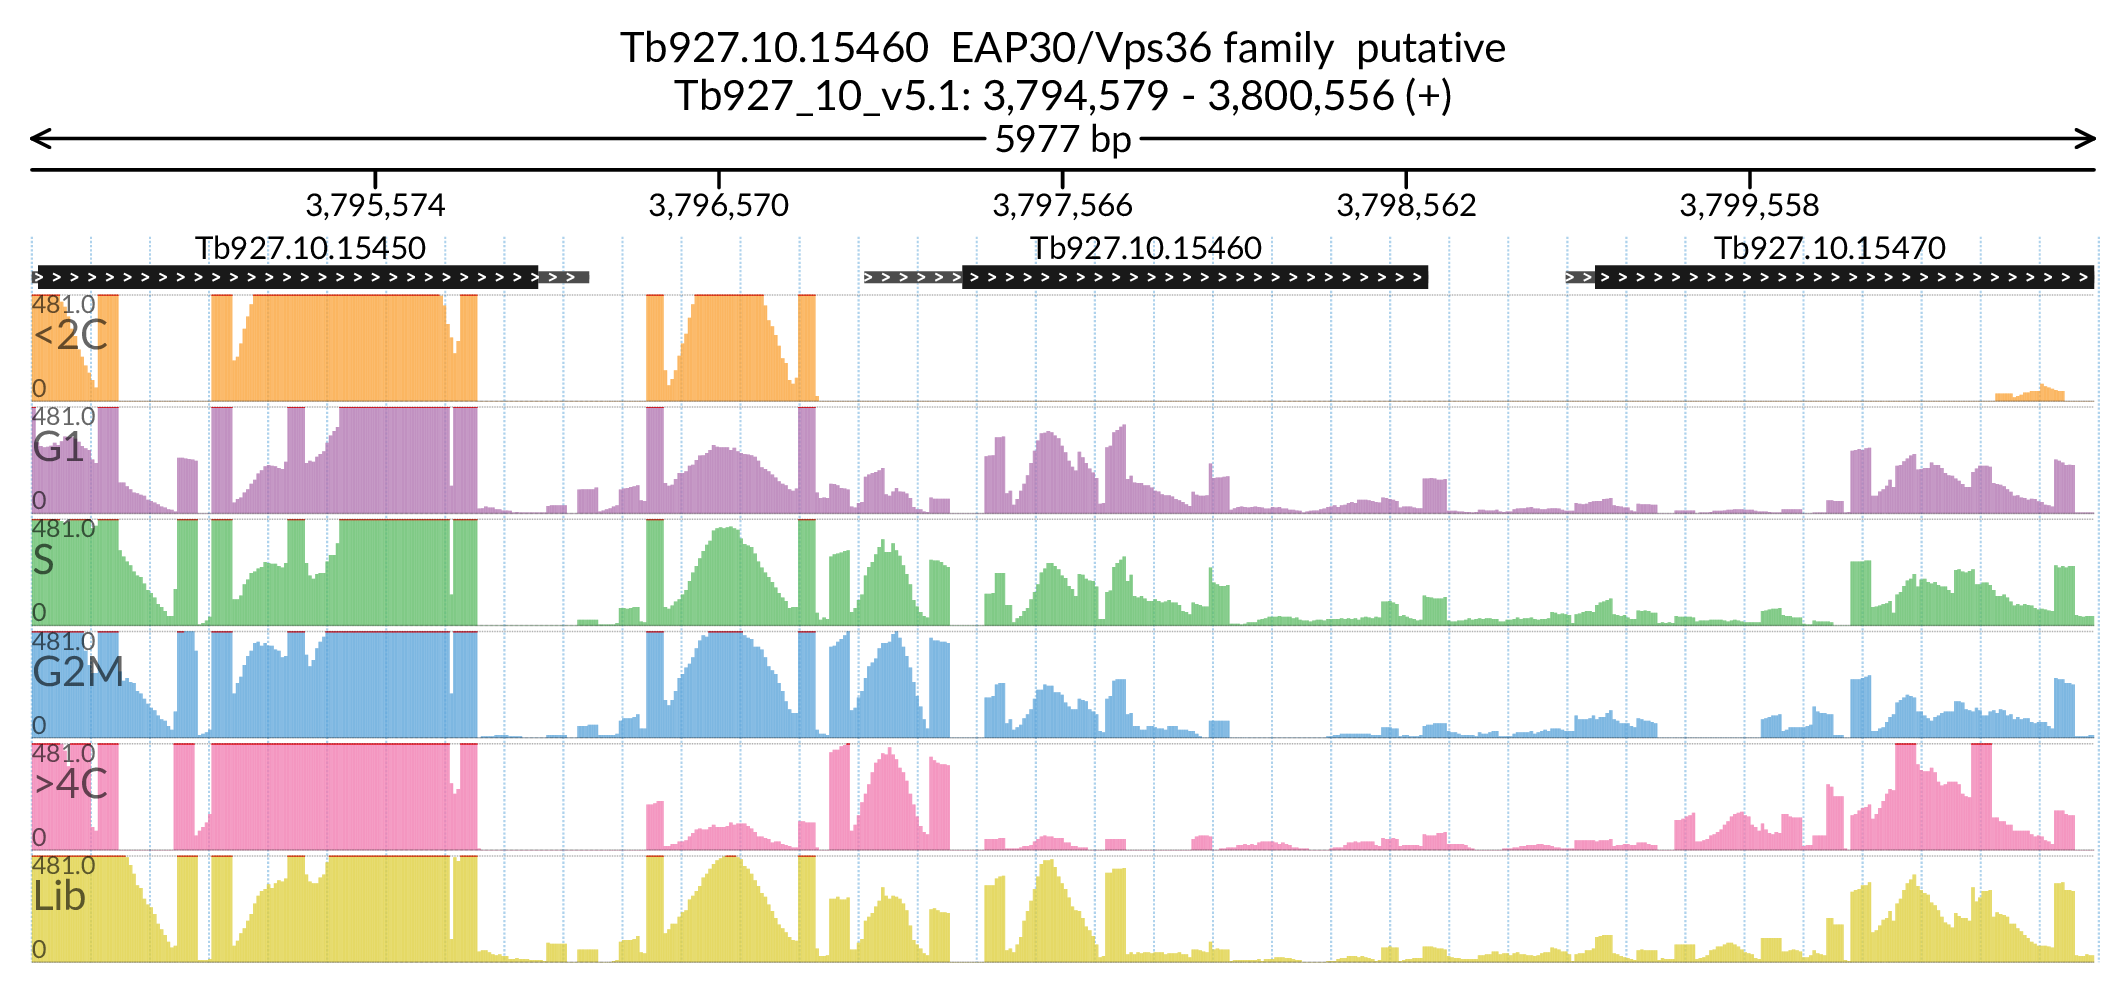 Tb927.10.15460  EAP30/Vps36 family  putative
Tb927_10_v5.1: 3,794,579 - 3,800,556 (+)
5977 bp
3,795,574 3,796,570 3,797,566 3,798,562 3,799,558
Tb927.10.15450 Tb927.10.15460 Tb927.10.15470
481.0
<2C
0
481.0
G1
0
481.0
S
0
481.0
G2M
0
481.0
>4C
0
481.0
Lib
0